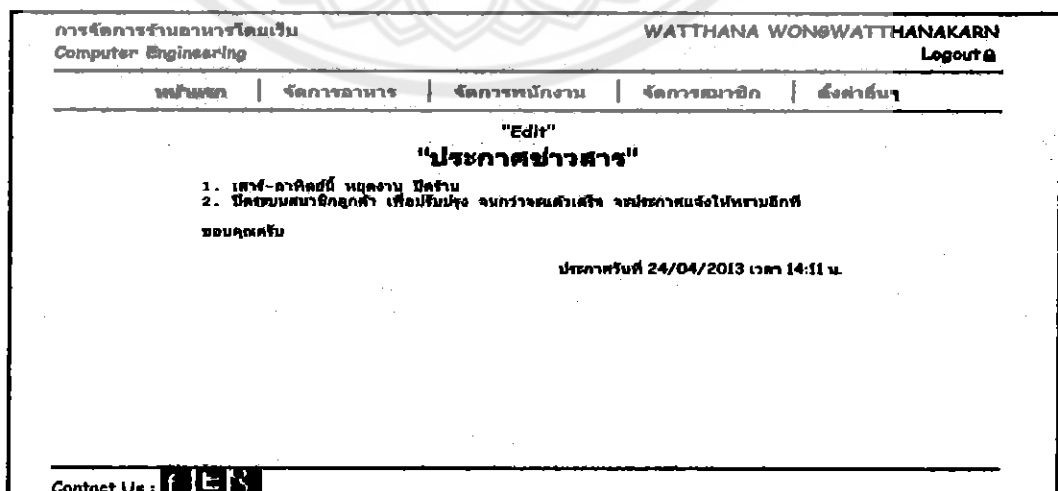 การจัดการร้านอาหารโดยเว็บ WATTHANA WONGWATTHANAKARN
Computer Engineering Logout
หน้าแรก | จัดการอาหาร | จัดการพนักงาน | จัดการสมาชิก | ตั้งค่าอื่นๆ
"Edit"
"ประกาศข่าวสาร"
1. เสาร์-อาทิตย์นี้ หยุดงาน ปิดร้าน
2. ปิดระบบสมาชิกลูกค้า เพื่อปรับปรุง จนกว่าจะแล้วเสร็จ จะประกาศแจ้งให้ทราบอีกที
ขอบคุณครับ
ประกาศวันที่ 24/04/2013 เวลา 14:11 น.
Contact Us :